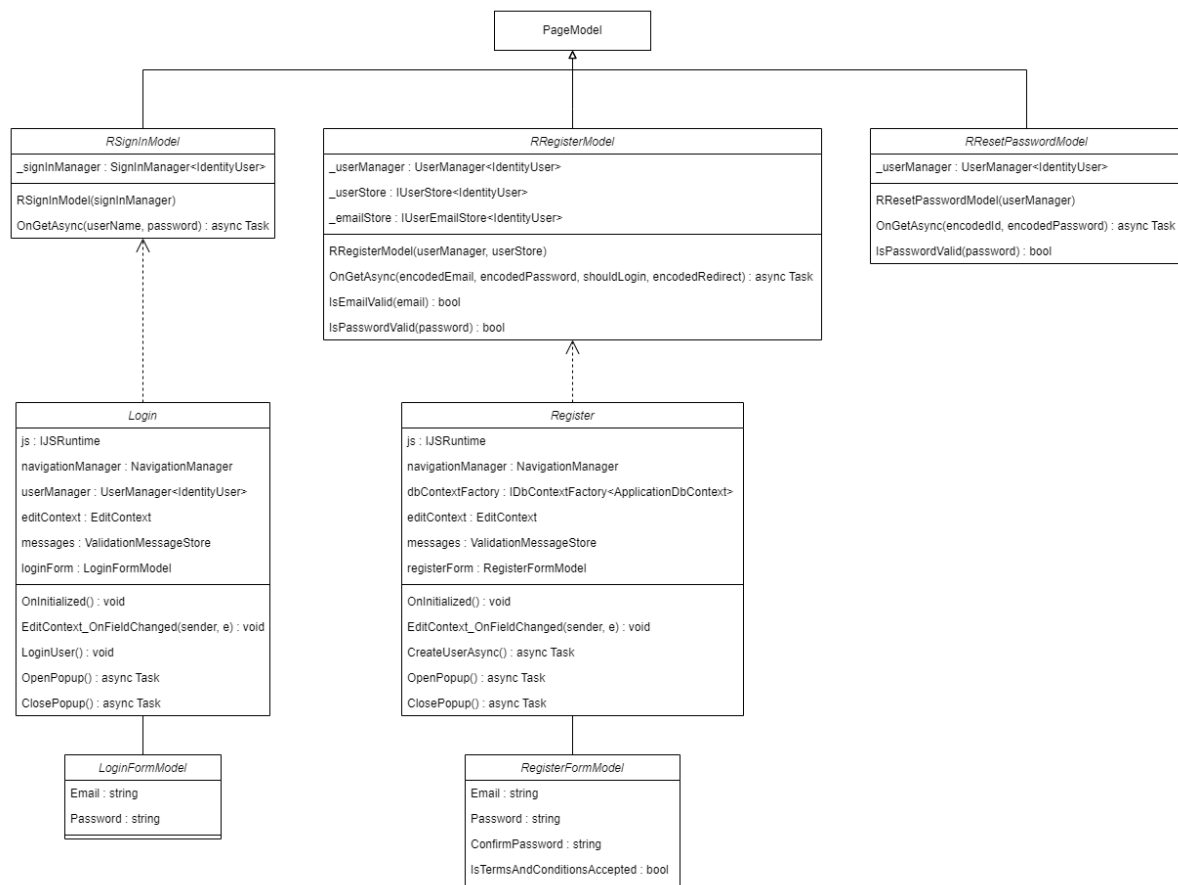 PageModel
RSignInModel
_signInManager : SignInManager<IdentityUser>
RSignInModel(signInManager)
OnGetAsync(userName, password) : async Task
RRegisterModel
_userManager : UserManager<IdentityUser>
_userStore : IUserStore<IdentityUser>
_emailStore : IUserEmailStore<IdentityUser>
RRegisterModel(userManager, userStore)
OnGetAsync(encodedEmail, encodedPassword, shouldLogin, encodedRedirect) : async Task
IsEmailValid(email) : bool
IsPasswordValid(password) : bool
RResetPasswordModel
_userManager : UserManager<IdentityUser>
RResetPasswordModel(userManager)
OnGetAsync(encodedId, encodedPassword) : async Task
IsPasswordValid(password) : bool
Login
js : IJSRuntime
navigationManager : NavigationManager
userManager : UserManager<IdentityUser>
editContext : EditContext
messages : ValidationMessageStore
loginForm : LoginFormModel
OnInitialized() : void
EditContext_OnFieldChanged(sender, e) : void
LoginUser() : void
OpenPopup() : async Task
ClosePopup() : async Task
Register
js : IJSRuntime
navigationManager : NavigationManager
dbContextFactory : IDbContextFactory<ApplicationDbContext>
editContext : EditContext
messages : ValidationMessageStore
registerForm : RegisterFormModel
OnInitialized() : void
EditContext_OnFieldChanged(sender, e) : void
CreateUserAsync() : async Task
OpenPopup() : async Task
ClosePopup() : async Task
LoginFormModel
Email : string
Password : string
RegisterFormModel
Email : string
Password : string
ConfirmPassword : string
IsTermsAndConditionsAccepted : bool